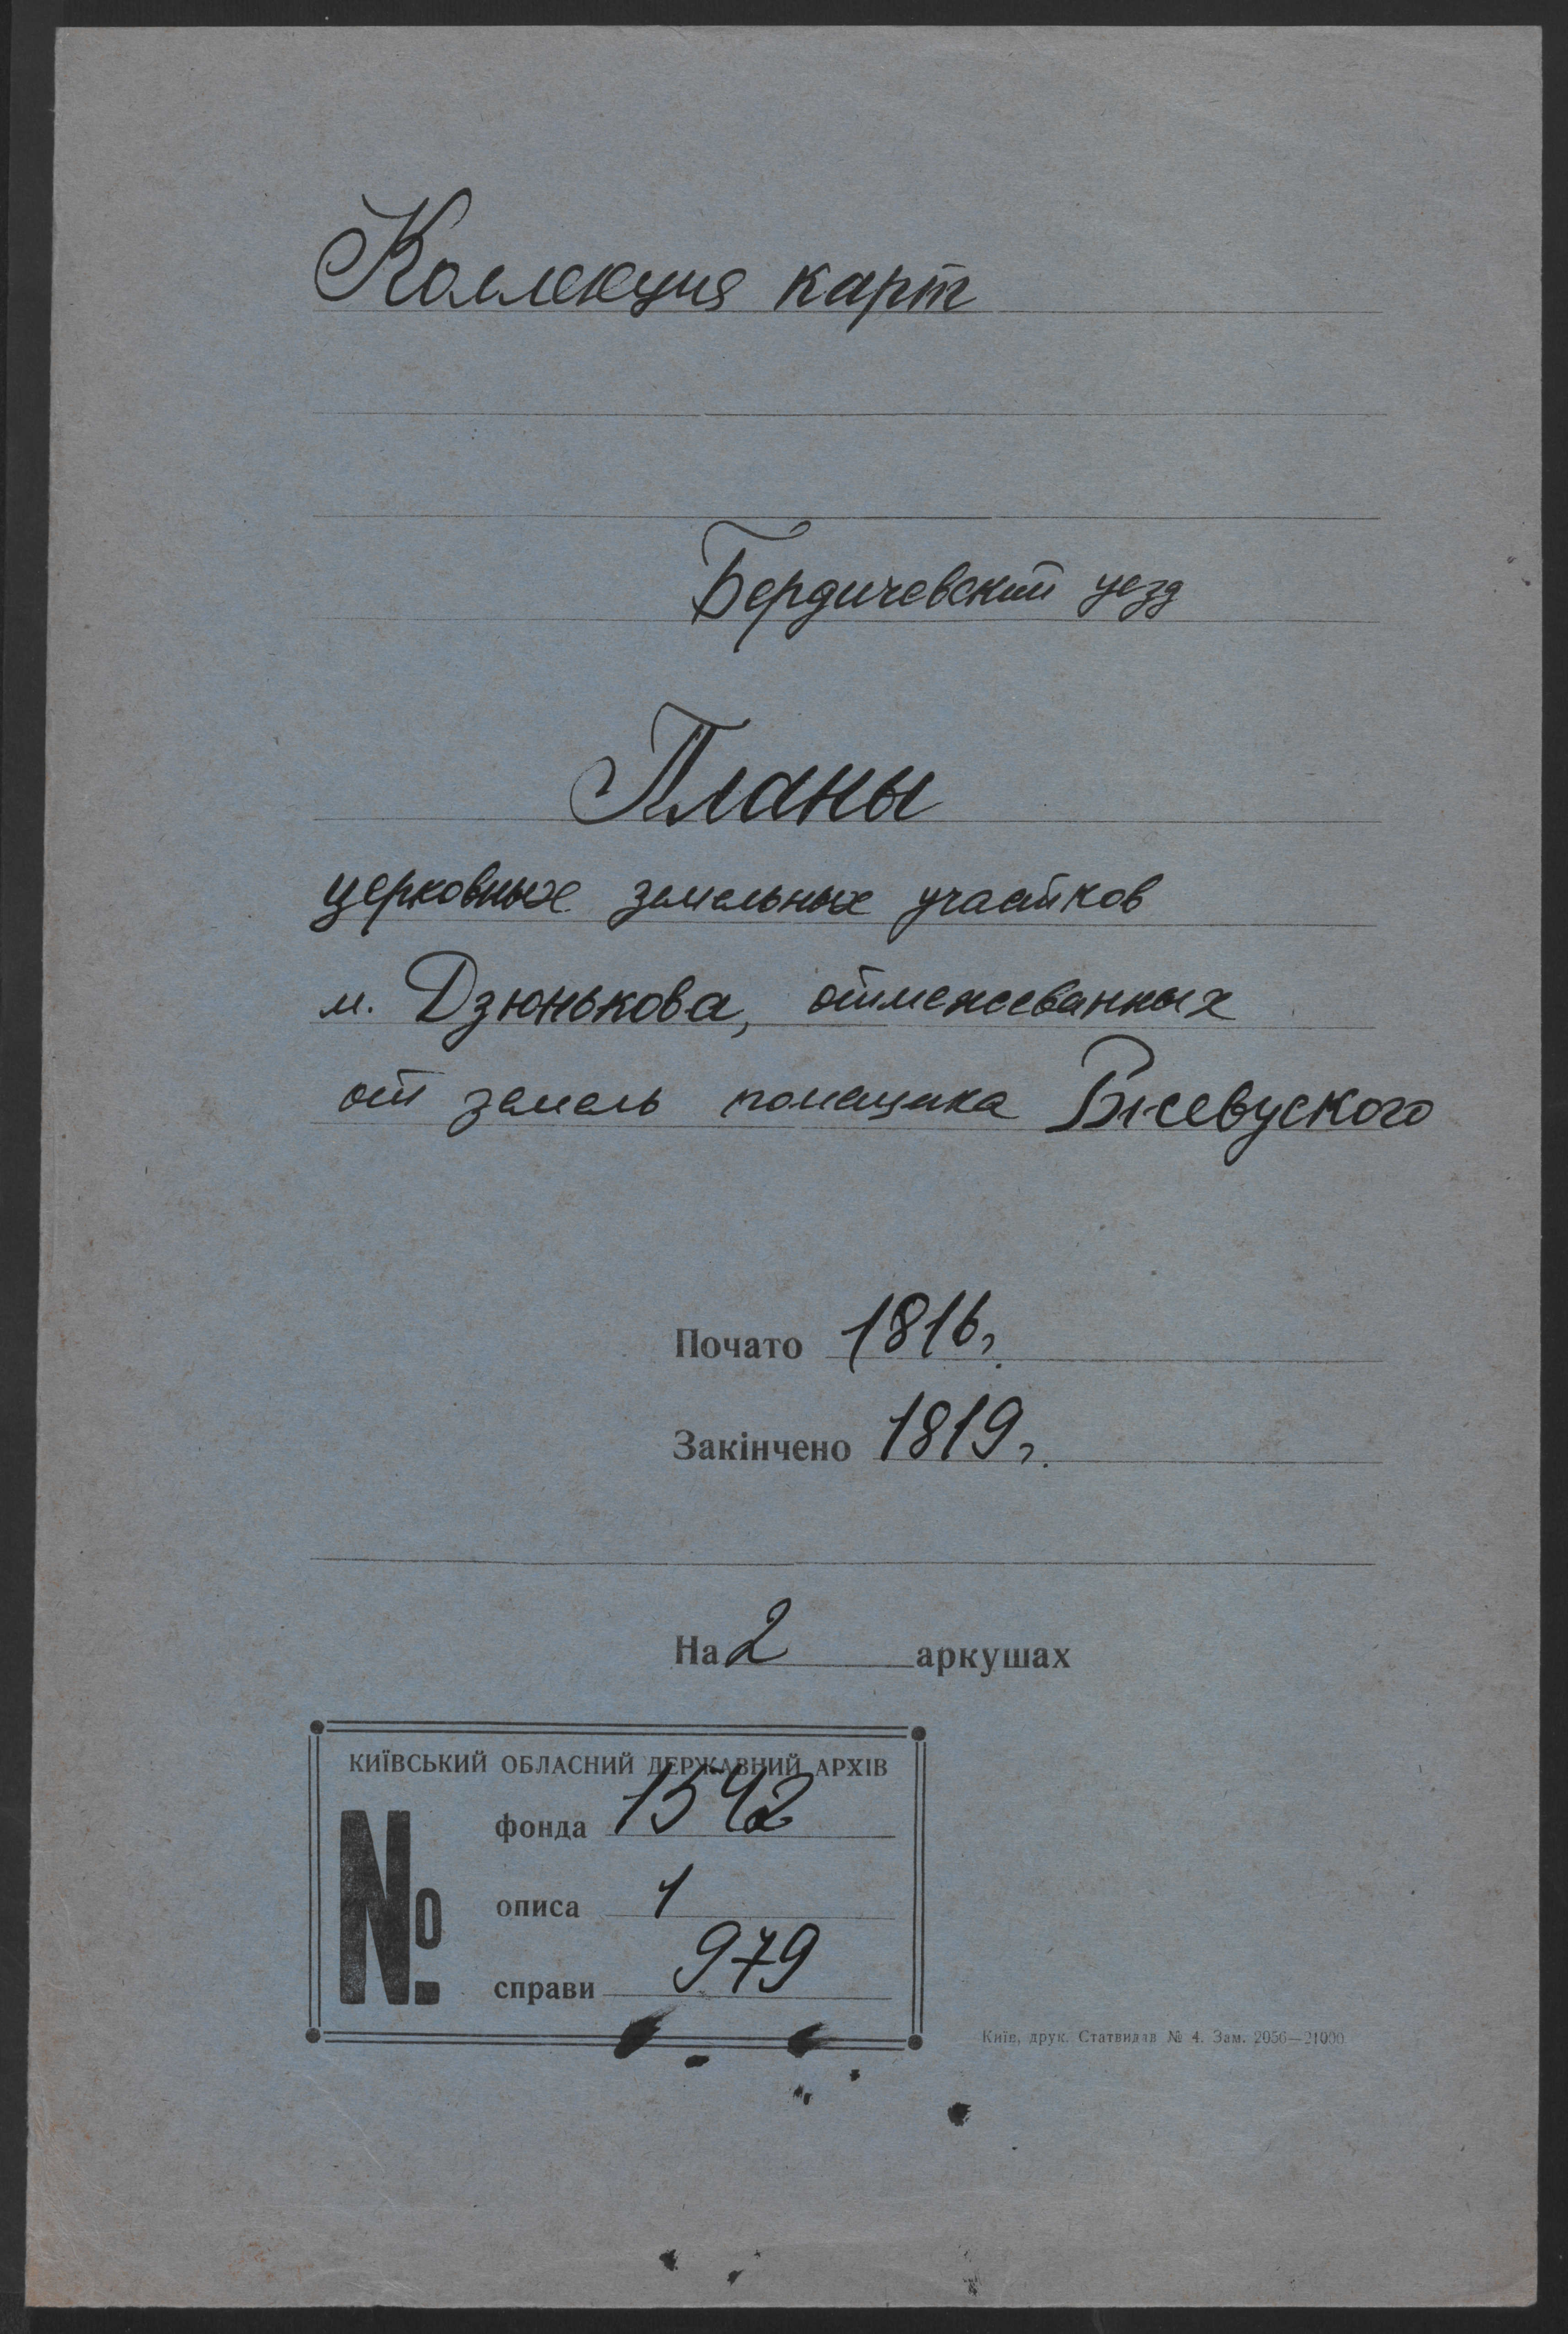 Коллекция карт
Бердичевский уезд
Планы
церковных земельных участков
м. Дзюнькова, отмежеванных
от земель помещика Ржевуского
Почато 1816 г.
Закінчено 1819 г.
На 2 аркушах
КИЇВСЬКИЙ ОБЛАСНИЙ ДЕРЖАВНИЙ АРХІВ
№
фонда 1542
описа 1
справи 979
Київ, друк. Статвидав № 4. Зам. 2056—21000